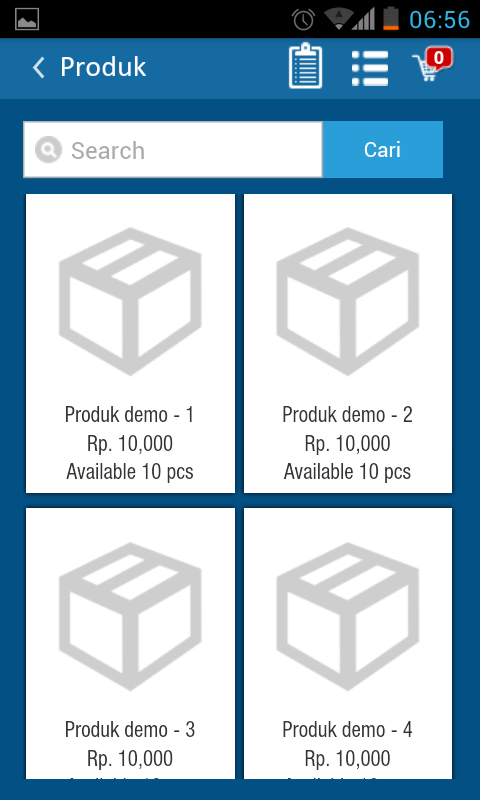 06:56
Produk
0
Search
Cari
Produk demo - 1
Rp. 10,000
Available 10 pcs
Produk demo - 2
Rp. 10,000
Available 10 pcs
Produk demo - 3
Rp. 10,000
Produk demo - 4
Rp. 10,000